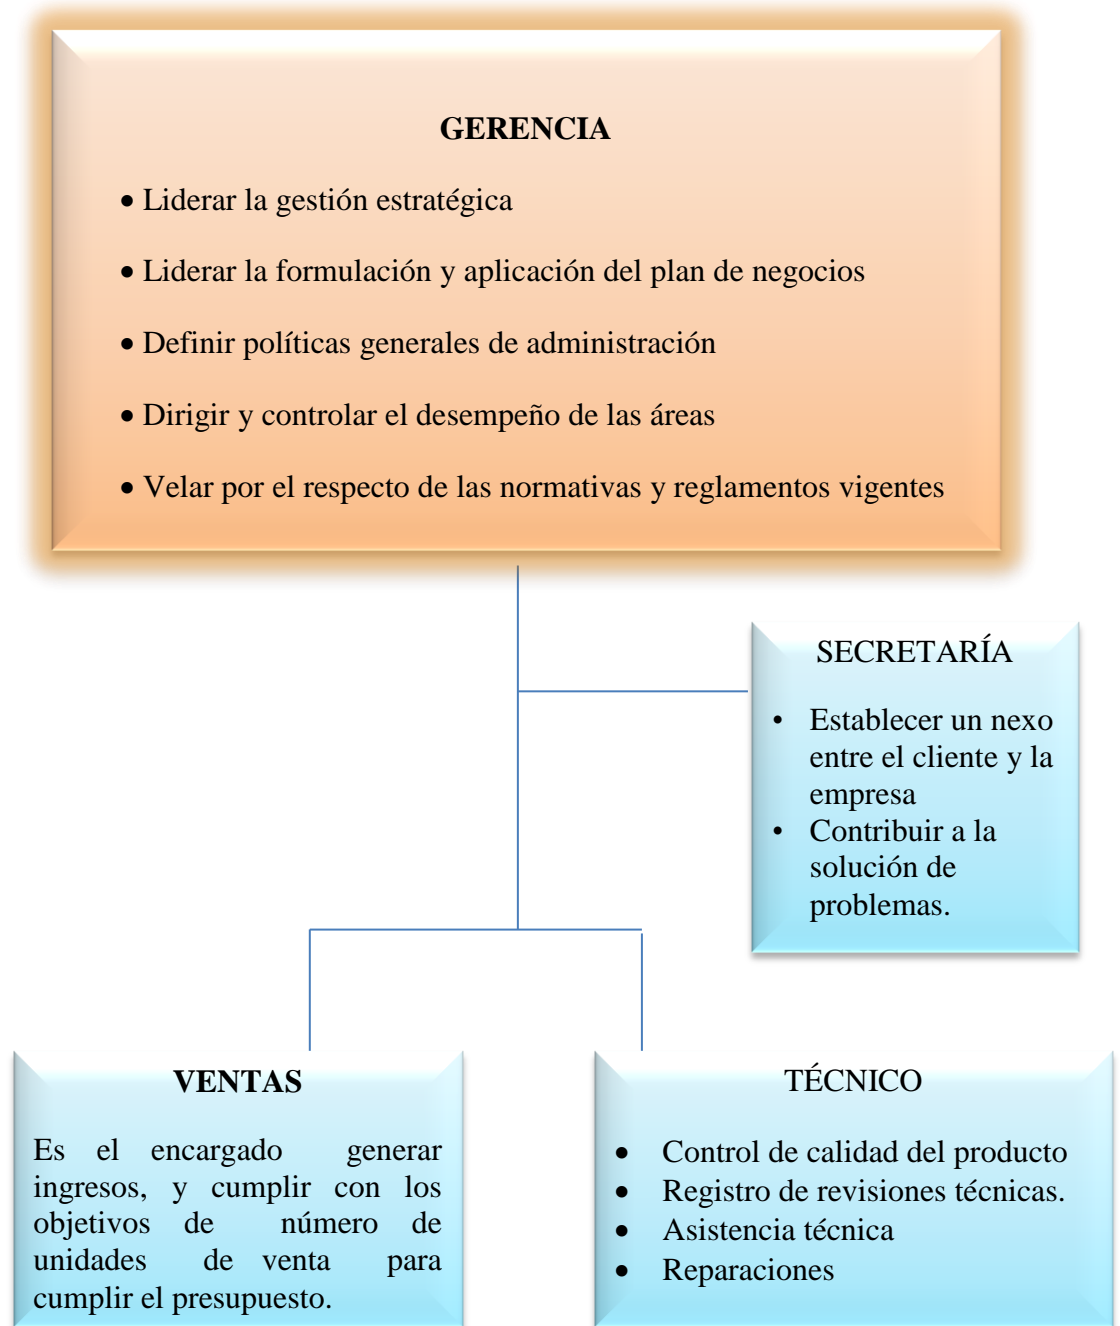 GERENCIA
• Liderar la gestión estratégica
• Liderar la formulación y aplicación del plan de negocios
• Definir políticas generales de administración
• Dirigir y controlar el desempeño de las áreas
• Velar por el respecto de las normativas y reglamentos vigentes
SECRETARÍA
• Establecer un nexo
entre el cliente y la
empresa
• Contribuir a la
solución de
problemas.
VENTAS
Es el encargado generar
ingresos, y cumplir con los
objetivos de número de
unidades de venta para
cumplir el presupuesto.
TÉCNICO
• Control de calidad del producto
• Registro de revisiones técnicas.
• Asistencia técnica
• Reparaciones